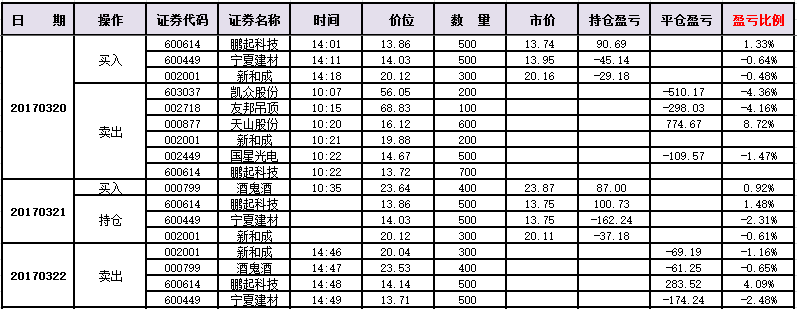 日 期 操作 证券代码 证券名称 时间 价位 数 量 市价 持仓盈亏 平仓盈亏 盈亏比例
20170320 买入 600614 鹏起科技 14:01 13.86 500 13.74 90.69 1.33%
600449 宁夏建材 14:11 14.03 500 13.95 -45.14 -0.64%
002001 新和成 14:18 20.12 300 20.16 -29.18 -0.48%
卖出 603037 凯众股份 10:07 56.05 200 -510.17 -4.36%
002718 友邦吊顶 10:15 68.83 100 -298.03 -4.16%
000877 天山股份 10:20 16.12 600 774.67 8.72%
002001 新和成 10:21 19.88 200
002449 国星光电 10:22 14.67 500 -109.57 -1.47%
600614 鹏起科技 10:22 13.72 700
20170321 买入 000799 酒鬼酒 10:35 23.64 400 23.87 87.00 0.92%
持仓 600614 鹏起科技 13.86 500 13.75 100.73 1.48%
600449 宁夏建材 14.03 500 13.75 -162.24 -2.31%
002001 新和成 20.12 300 20.11 -37.18 -0.61%
20170322 卖出 002001 新和成 14:46 20.04 300 -69.19 -1.16%
000799 酒鬼酒 14:47 23.53 400 -61.25 -0.65%
600614 鹏起科技 14:48 14.14 500 283.52 4.09%
600449 宁夏建材 14:49 13.71 500 -174.24 -2.48%